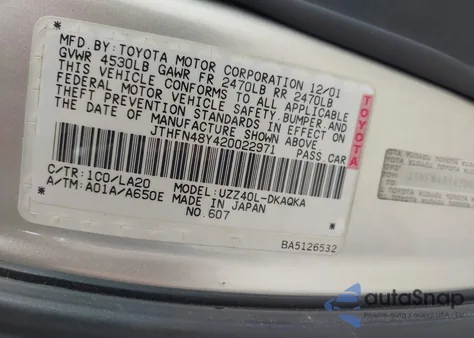 MFD. BY: TOYOTA MOTOR CORPORATION 12/01
GVWR 4530LB GAWR FR 2470LB RR 2470LB
THIS VEHICLE CONFORMS TO ALL APPLICABLE
FEDERAL MOTOR VEHICLE SAFETY,BUMPER,AND
THEFT PREVENTION STANDARDS IN EFFECT ON
THE DATE OF MANUFACTURE SHOWN ABOVE.
* JTHFN48Y420022971 *
PASS.CAR
C/TR: 1C0/LA20 MODEL: UZZ40L-DKAQKA
A/TM: A01A/A650E MADE IN JAPAN
NO.607
BA5126532
TOYOTA
autoSnap